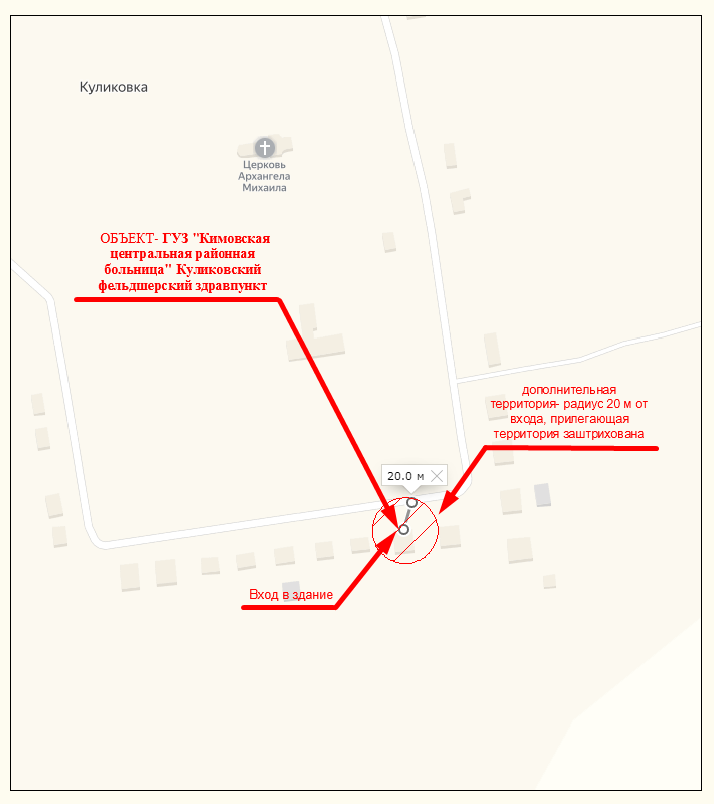 Куликовка
Церковь
Архангела
Михаила
ОБЪЕКТ- ГУЗ "Кимовская
центральная районная
больница" Куликовский
фельдшерский здравпункт
дополнительная
территория- радиус 20 м от
входа, прилегающая
территория заштрихована
20.0 м
Вход в здание